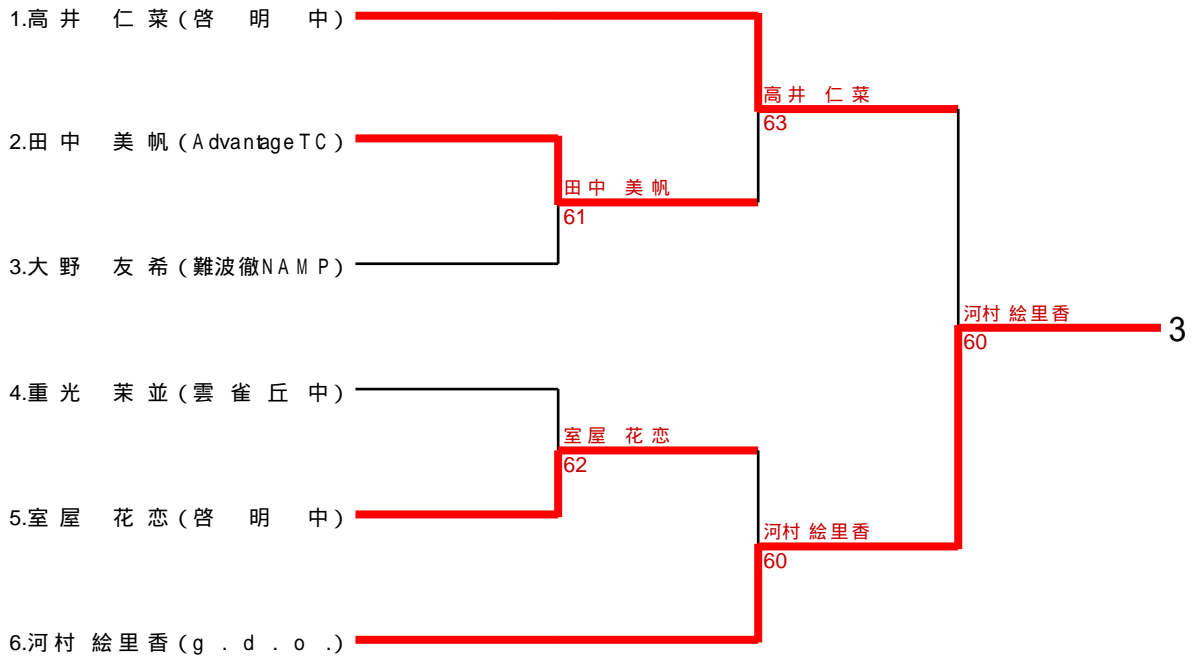 1.高井 仁菜(啓 明 中)
高井 仁菜
63
2.田中 美帆(AdvantageTC)
田中 美帆
61
3.大野 友希(難波徹NAMP)
河村 絵里香
60
3
4.重光 茉並(雲雀丘中)
室屋 花恋
62
5.室屋 花恋(啓 明 中)
河村 絵里香
60
6.河村 絵里香(g.d.o.)